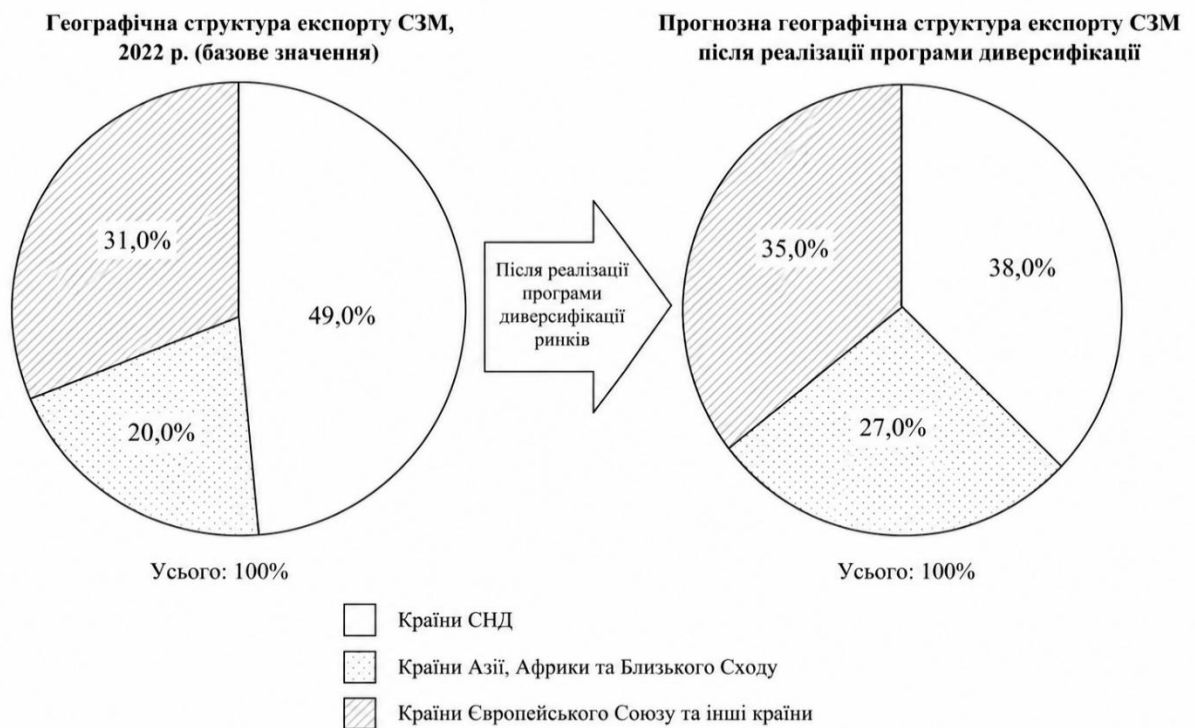 Географічна структура експорту СЗМ,
2022 р. (базове значення)
31,0%
49,0%
20,0%
Усього: 100%
Після реалізації
програми
диверсифікації
ринків
Прогнозна географічна структура експорту СЗМ
після реалізації програми диверсифікації
35,0%
38,0%
27,0%
Усього: 100%
Країни СНД
Країни Азії, Африки та Близького Сходу
Країни Європейського Союзу та інші країни